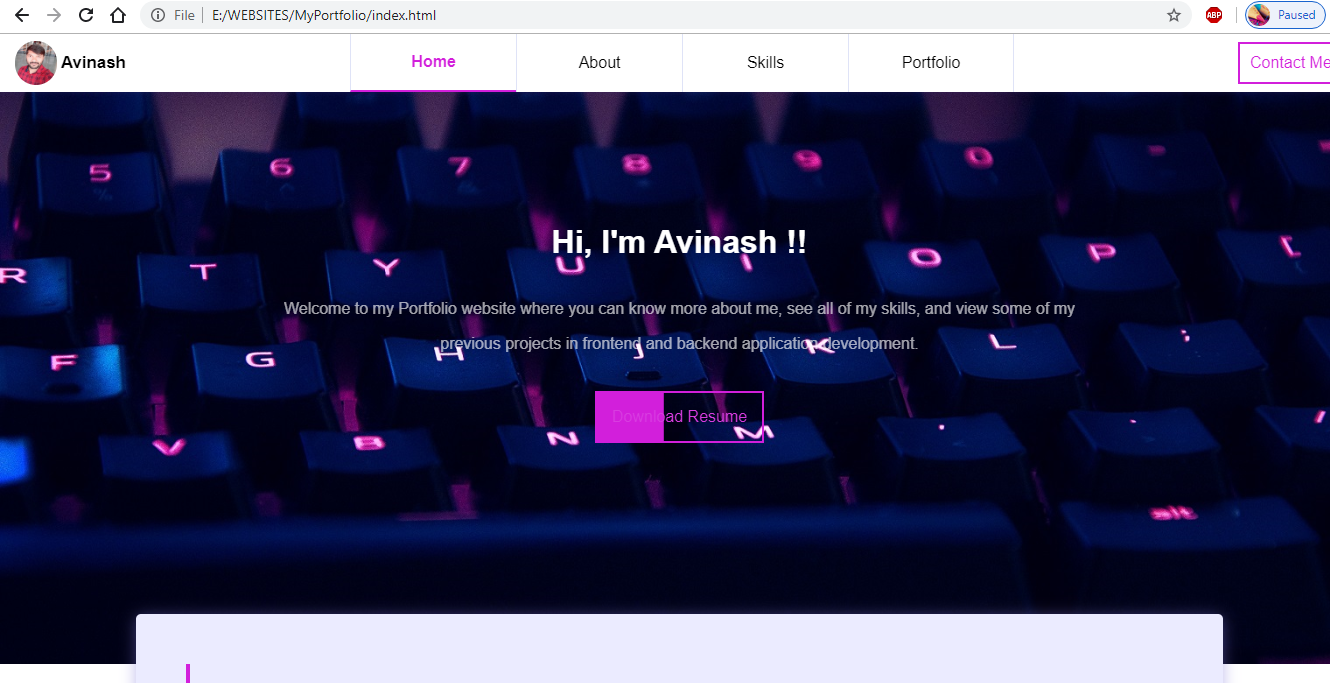 File E:/WEBSITES/MyPortfolio/index.html ABP Paused
Avinash Home About Skills Portfolio Contact Me
5 6 7 8 9 0
Hi, I'm Avinash !!
R T Y U I O P [
Welcome to my Portfolio website where you can know more about me, see all of my skills, and view some of my
previous projects in frontend and backend application development.
F G H J K L ;
Download Resume
V B N M , . /
alt